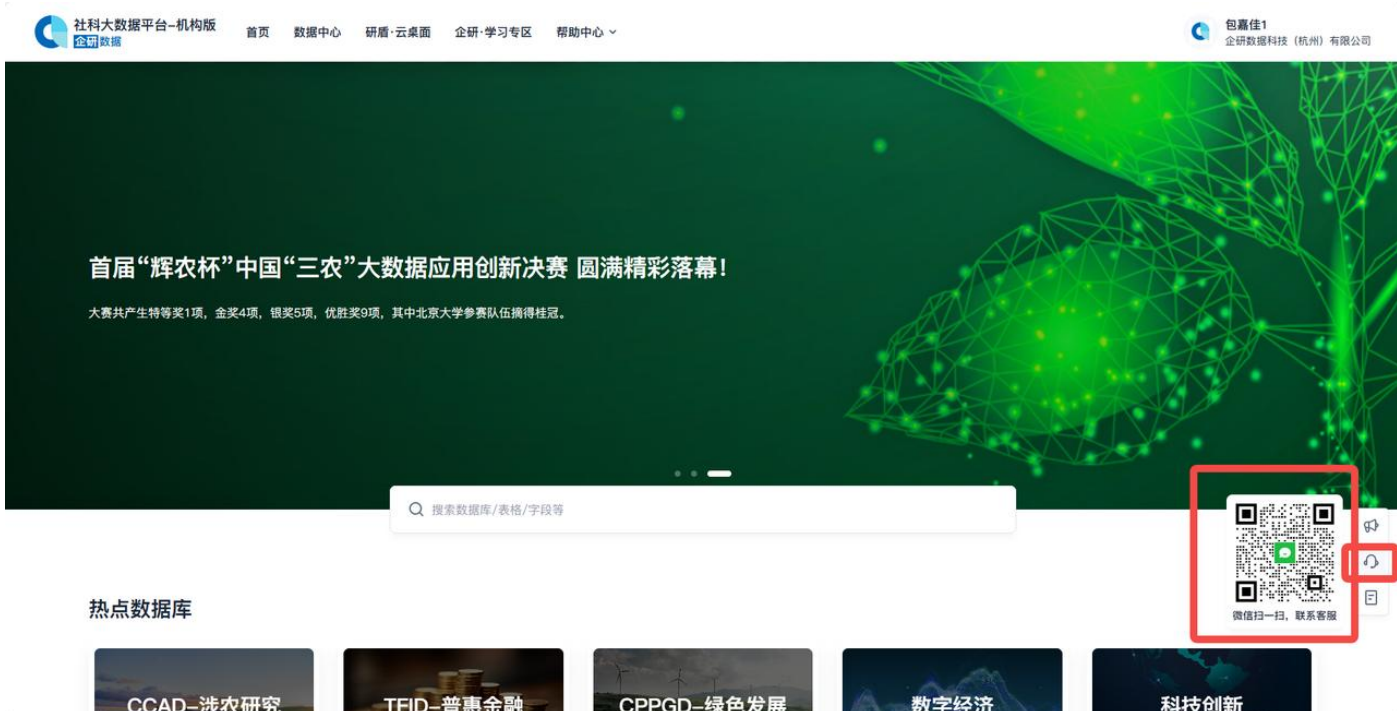 社科大数据平台-机构版
企研数据
首页 数据中心 研盾·云桌面 企研·学习专区 帮助中心
包嘉佳1
企研数据科技（杭州）有限公司
首届“辉农杯”中国“三农”大数据应用创新决赛 圆满精彩落幕！
大赛共产生特等奖1项，金奖4项，银奖5项，优胜奖9项，其中北京大学参赛队伍摘得桂冠。
搜索数据库/表格/字段等
微信扫一扫，联系客服
热点数据库
CCAD-涉农研究 TFID-普惠金融 CPPGD-绿色发展 数字经济 科技创新